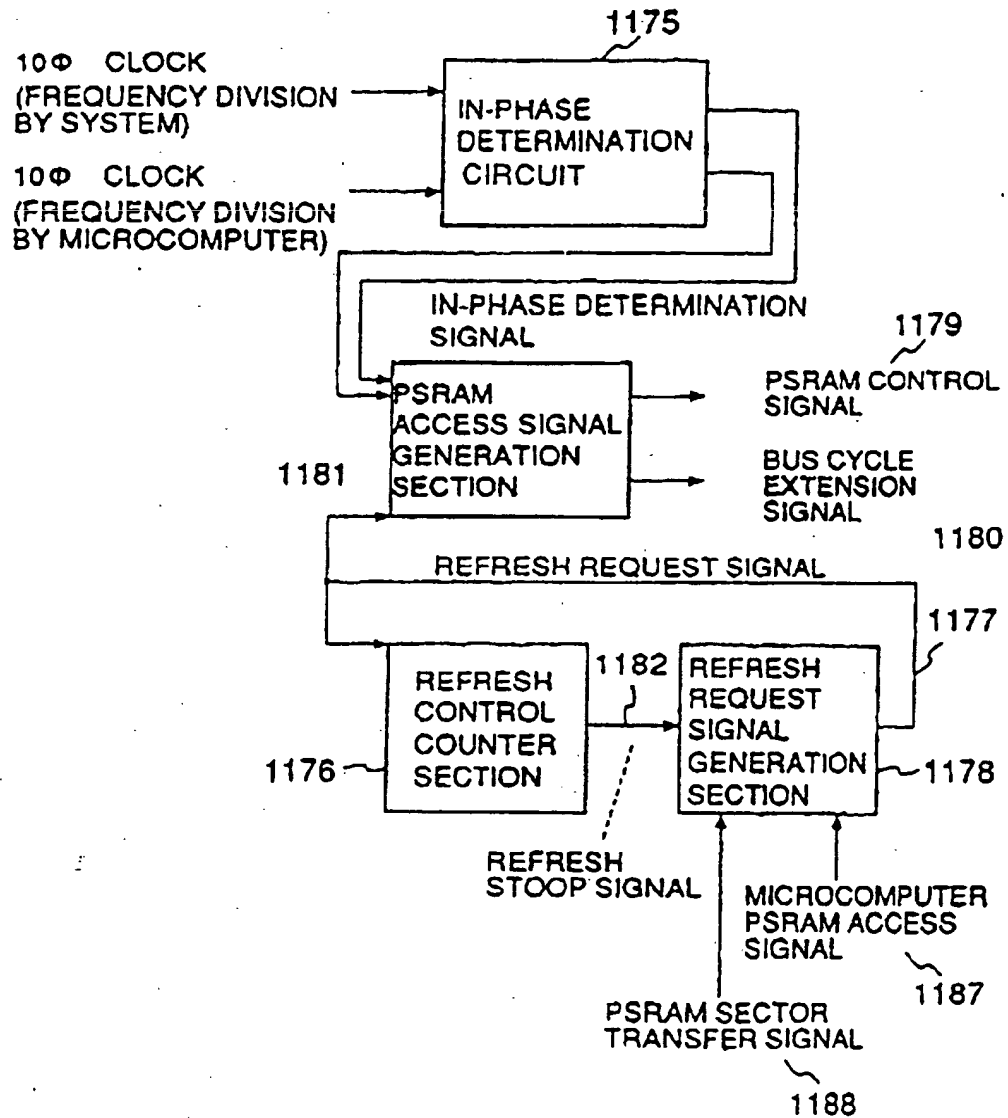 1175
10Φ CLOCK
(FREQUENCY DIVISION
BY SYSTEM)
IN-PHASE
DETERMINATION
CIRCUIT
10Φ CLOCK
(FREQUENCY DIVISION
BY MICROCOMPUTER)
IN-PHASE DETERMINATION
SIGNAL
1179
PSRAM CONTROL
SIGNAL
PSRAM
ACCESS SIGNAL
GENERATION
SECTION
1181
BUS CYCLE
EXTENSION
SIGNAL
1180
REFRESH REQUEST SIGNAL
1177
REFRESH
CONTROL
COUNTER
SECTION
1176
1182
REFRESH
REQUEST
SIGNAL
GENERATION
SECTION
1178
REFRESH
STOOP SIGNAL
MICROCOMPUTER
PSRAM ACCESS
SIGNAL
1187
PSRAM SECTOR
TRANSFER SIGNAL
1188